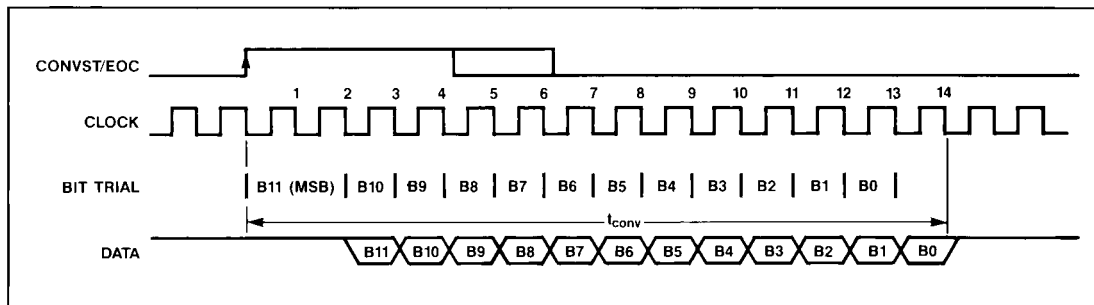 CONVST/EOC
1 2 3 4 5 6 7 8 9 10 11 12 13 14
CLOCK
BIT TRIAL B11 (MSB) B10 B9 B8 B7 B6 B5 B4 B3 B2 B1 B0
tconv
DATA B11 B10 B9 B8 B7 B6 B5 B4 B3 B2 B1 B0